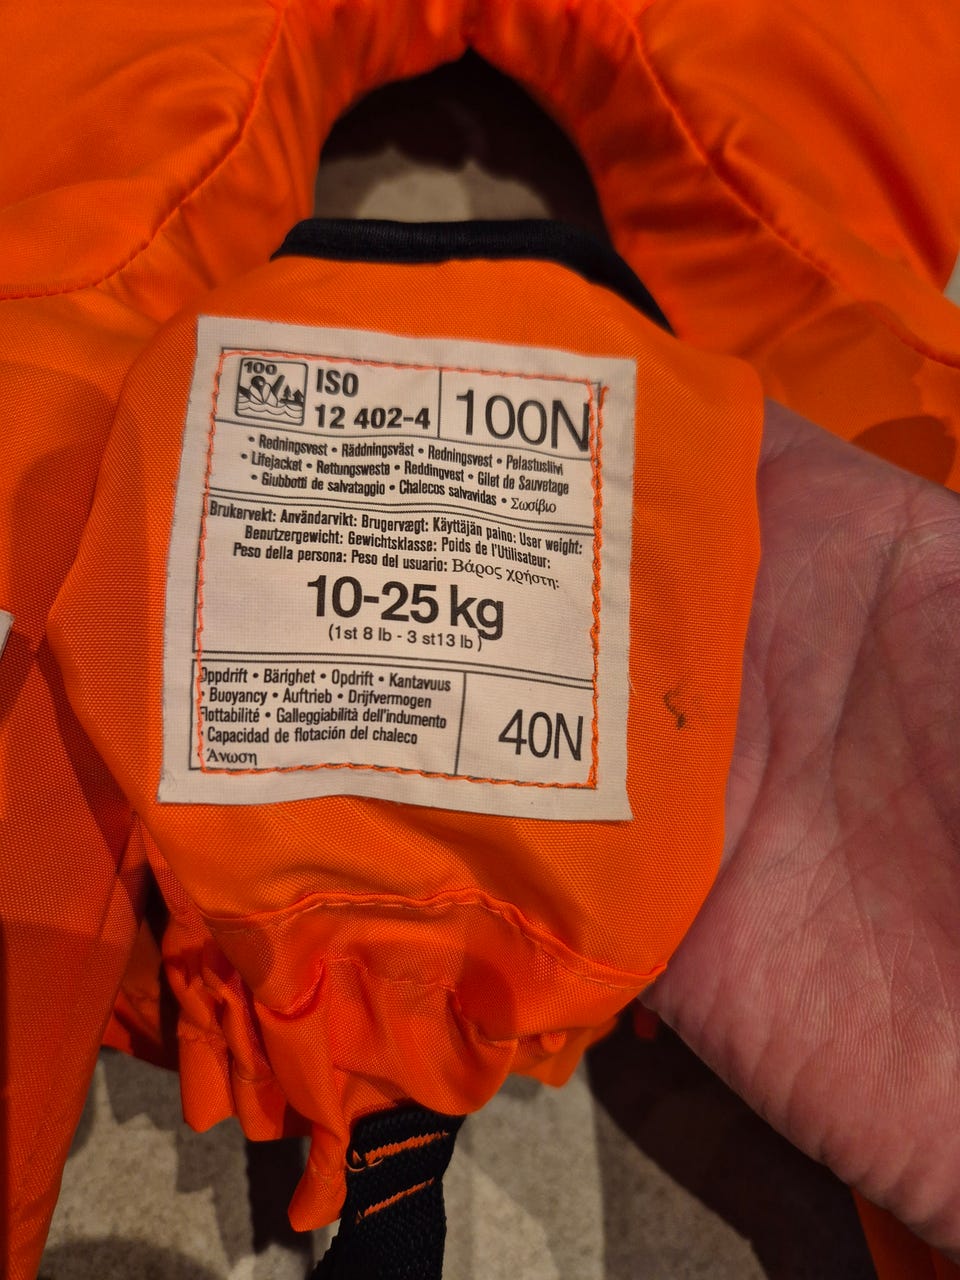 100
ISO
12 402-4
100N
• Redningsvest • Räddningsväst • Redningsvest • Pelastusliivi
• Lifejacket • Rettungsweste • Reddingvest • Gilet de Sauvetage
• Giubbotti de salvataggio • Chalecos salvavidas • Σωσίβιο
Brukervekt: Användarvikt: Brugervægt: Käyttäjän paino: User weight:
Benutzergewicht: Gewichtsklasse: Poids de l'Utilisateur:
Peso della persona: Peso del usuario: Βάρος χρήστη:
10-25 kg
(1st 8 lb - 3 st13 lb)
Oppdrift • Bärighet • Opdrift • Kantavuus
• Buoyancy • Auftrieb • Drijfvermogen
Flottabilité • Galleggiabilità dell'indumento
• Capacidad de flotación del chaleco
• Άνωση
40N